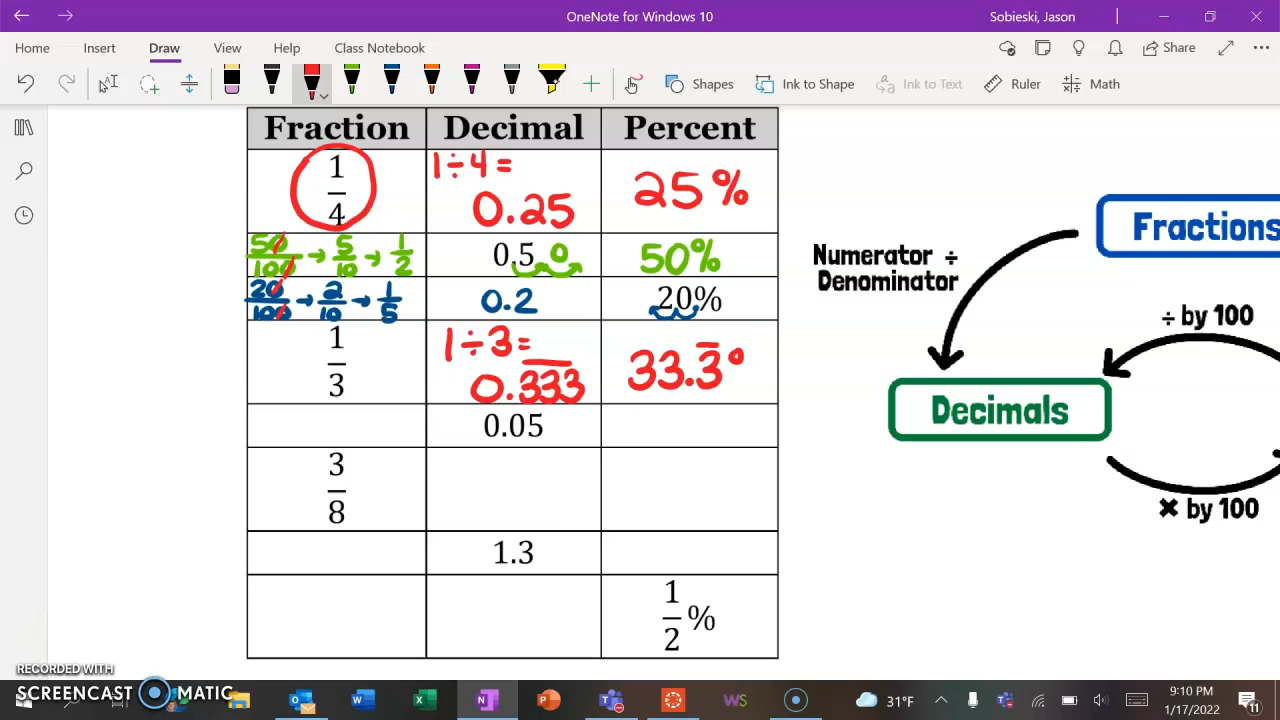 OneNote for Windows 10
Sobieski, Jason
Home Insert Draw View Help Class Notebook Share
Shapes Ink to Shape Ink to Text Ruler Math
Fraction Decimal Percent
1/4 1÷4= 0.25 25%
50/100 → 5/10 → 1/2 0.50 50%
20/100 → 2/10 → 1/5 0.2 20%
1/3 1÷3= 0.333 33.3
0.05
3/8
1.3
1/2 %
Fractions
Numerator ÷
Denominator
÷ by 100
Decimals
✖ by 100
RECORDED WITH
SCREENCAST MATIC
WS
31°F
9:10 PM
1/17/2022
11